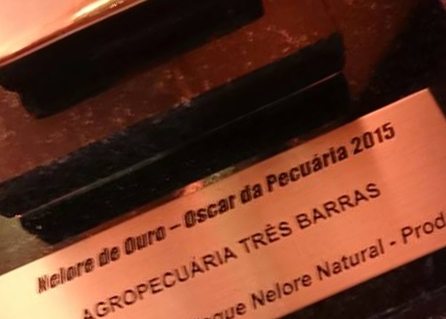 Nelore de Ouro – Oscar da Pecuária 2015
AGROPECUÁRIA TRÊS BARRAS
Nelore Natural -